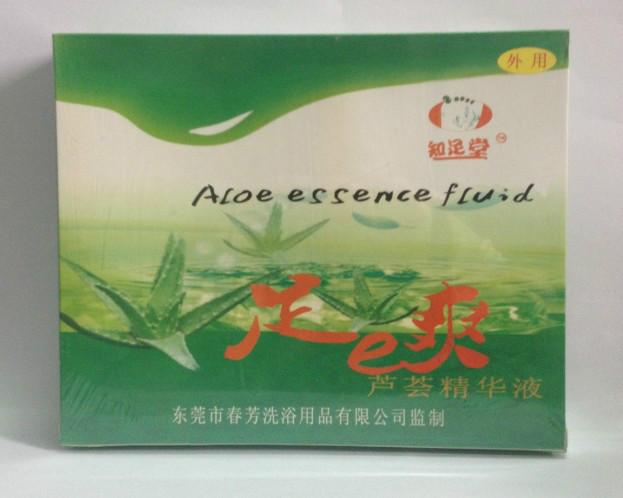 外用
知足堂
Aloe essence fluid
足e爽
芦荟精华液
东莞市春芳洗浴用品有限公司监制